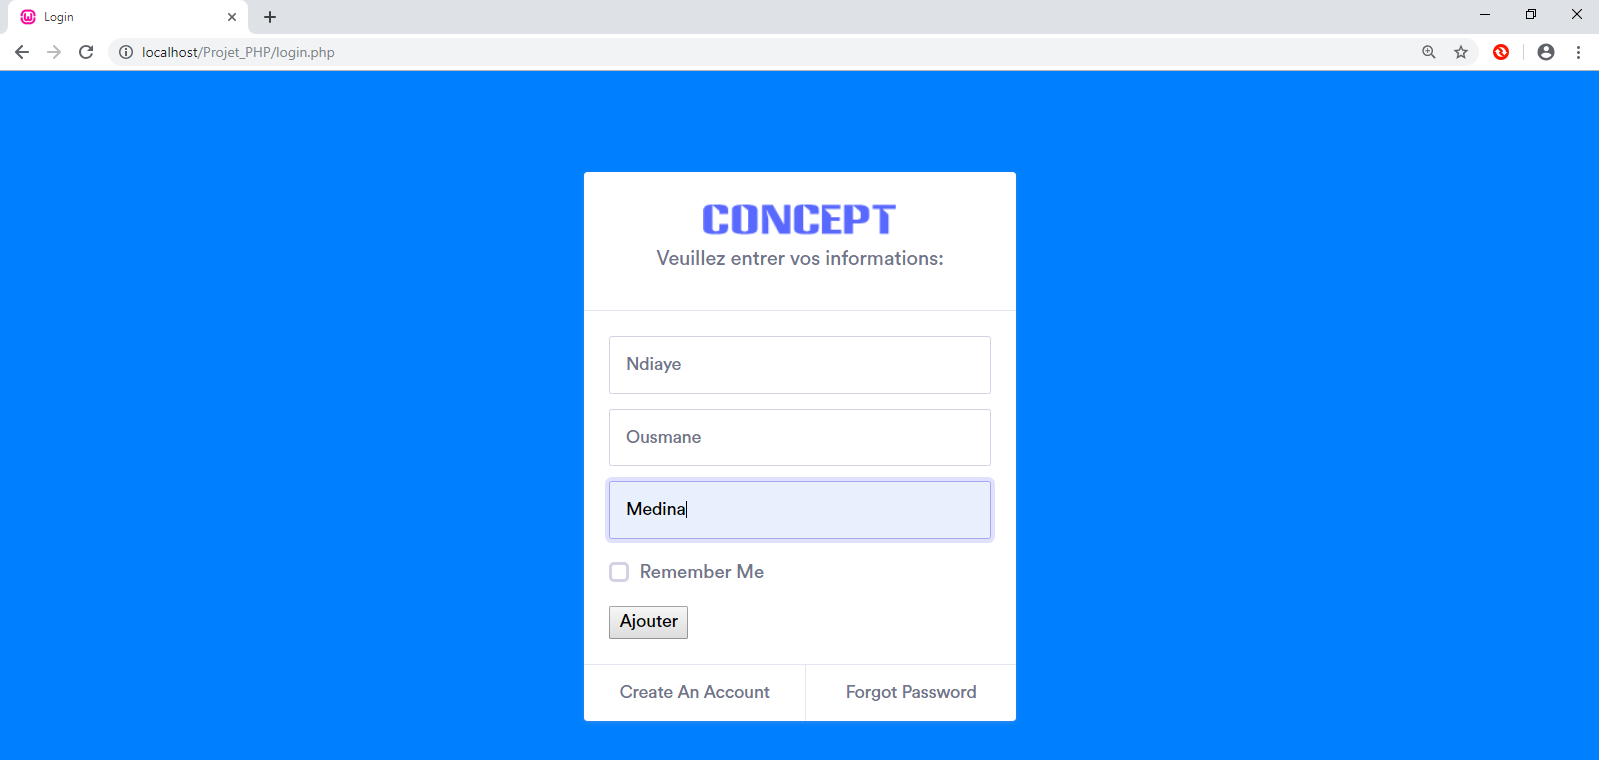 Login
localhost/Projet_PHP/login.php
CONCEPT
Veuillez entrer vos informations:
Ndiaye
Ousmane
Medina
Remember Me
Ajouter
Create An Account
Forgot Password